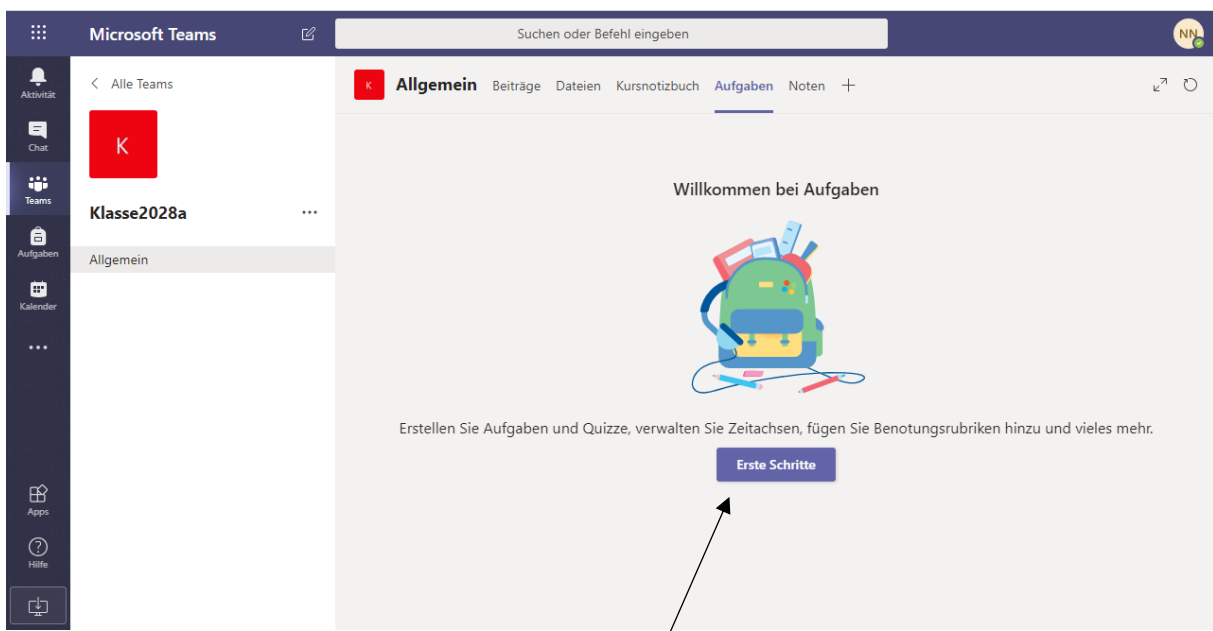 Microsoft Teams
Suchen oder Befehl eingeben
NN
Aktivität
Chat
Teams
Aufgaben
Kalender
Apps
Hilfe
< Alle Teams
K
Klasse2028a
...
Allgemein
K Allgemein Beiträge Dateien Kursnotizbuch Aufgaben Noten +
Willkommen bei Aufgaben
Erstellen Sie Aufgaben und Quizze, verwalten Sie Zeitachsen, fügen Sie Benotungsrubriken hinzu und vieles mehr.
Erste Schritte